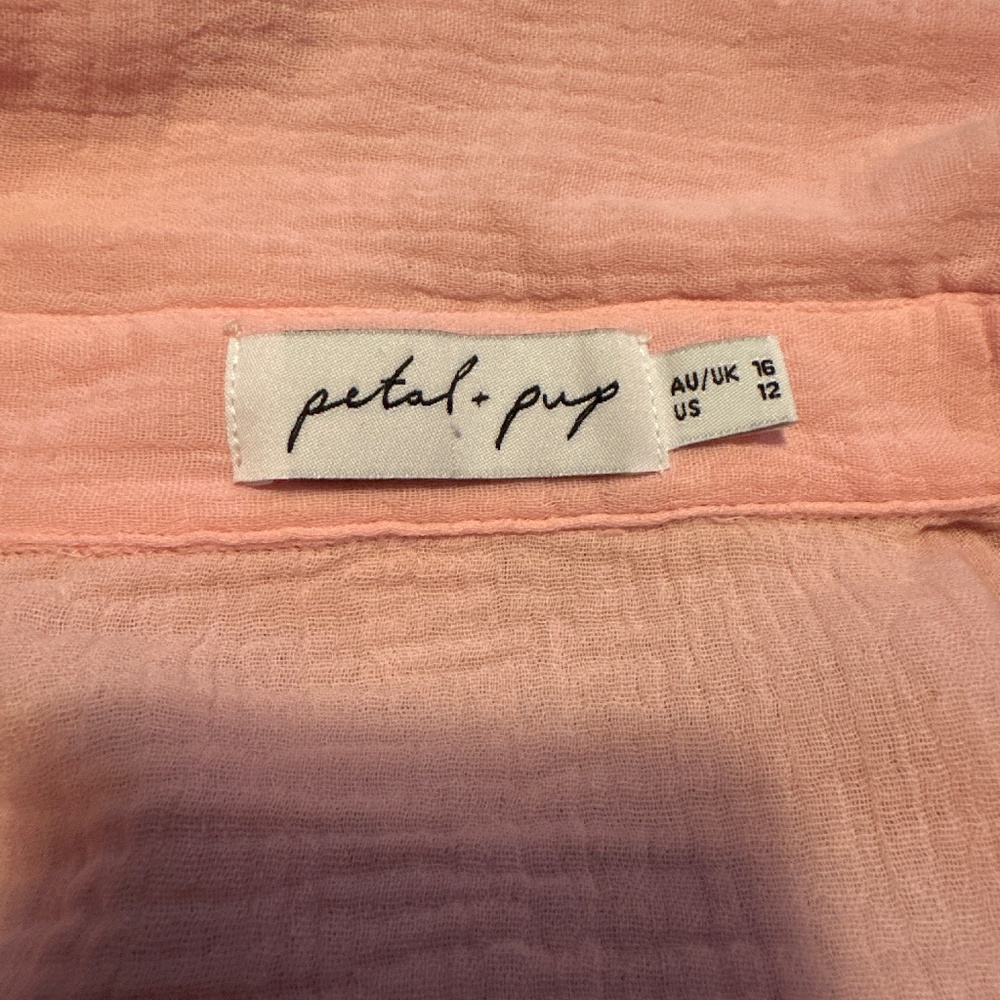 petal + pup
AU/UK 16
US 12